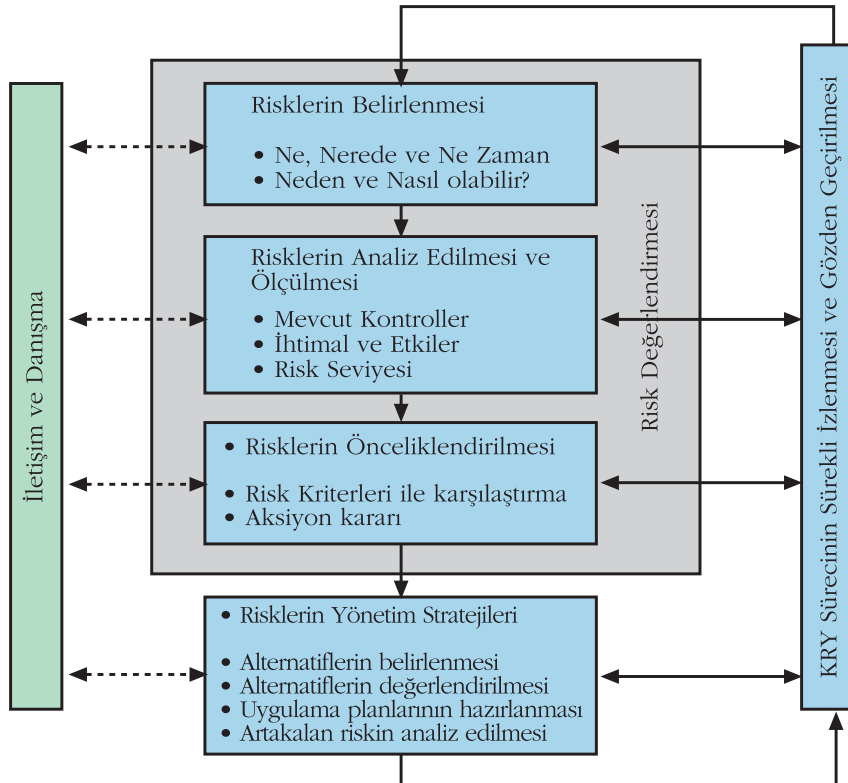 İletişim ve Danışma
Risklerin Belirlenmesi
• Ne, Nerede ve Ne Zaman
• Neden ve Nasıl olabilir?
Risklerin Analiz Edilmesi ve
Ölçülmesi
• Mevcut Kontroller
• İhtimal ve Etkiler
• Risk Seviyesi
• Risklerin Önceliklendirilmesi
• Risk Kriterleri ile karşılaştırma
• Aksiyon kararı
Risk Değerlendirmesi
• Risklerin Yönetim Stratejileri
• Alternatiflerin belirlenmesi
• Alternatiflerin değerlendirilmesi
• Uygulama planlarının hazırlanması
• Artakalan riskin analiz edilmesi
KRY Sürecinin Sürekli İzlenmesi ve Gözden Geçirilmesi